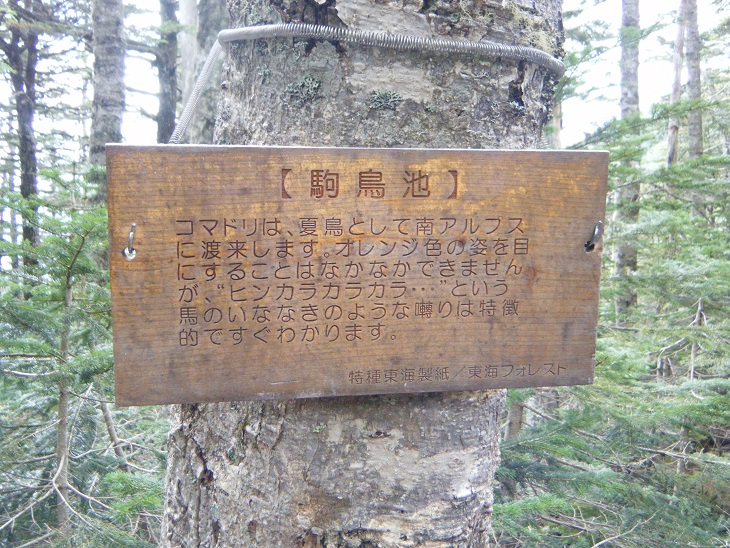 【駒鳥池】
コマドリは、夏鳥として南アルプス
に渡来します。オレンジ色の姿を目
にすることはなかなかできません
が、“ヒンカラカラカラ…”という
馬のいななきのような囀りは特徴
的ですぐわかります。
特種東海製紙/東海フォレスト